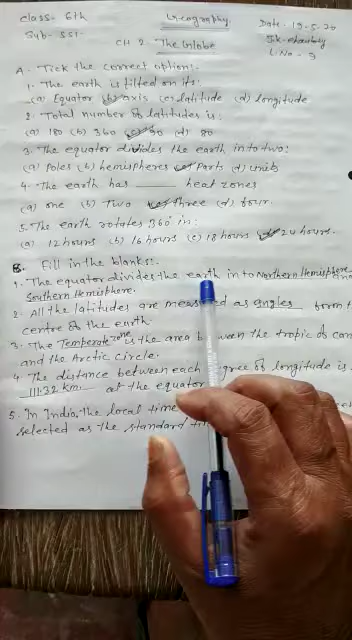 class- 6th Geography Date:- 19-5-20
Sub- SST
CH 2- The Globe L.No- 3
A- Tick the correct option:-
1- The earth is tilted on its:
(a) Equator (b) axis (c) latitude (d) longitude
2- Total number of latitudes is:
(a) 180 (b) 360 (c) 90 (d) 80
3- The equator divides the earth into two:
(a) Poles (b) hemispheres (c) Parts (d) units
4- The earth has ____ heat zones
(a) one (b) Two (c) three (d) four.
5- The earth rotates 360° in:
(a) 12 hours (b) 16 hours (c) 18 hours (d) 24 hours.
B- Fill in the blanks:-
1- The equator divides the earth in to Northern Hemisphere
Southern Hemisphere.
2- All the latitudes are measured as angles from t
centre of the earth.
3- The Temperate zone is the area between the tropic of can
and the Arctic circle.
4- The distance between each degree of longitude is
111.32 km. at the equator
5- In India, the local time
selected as the standard